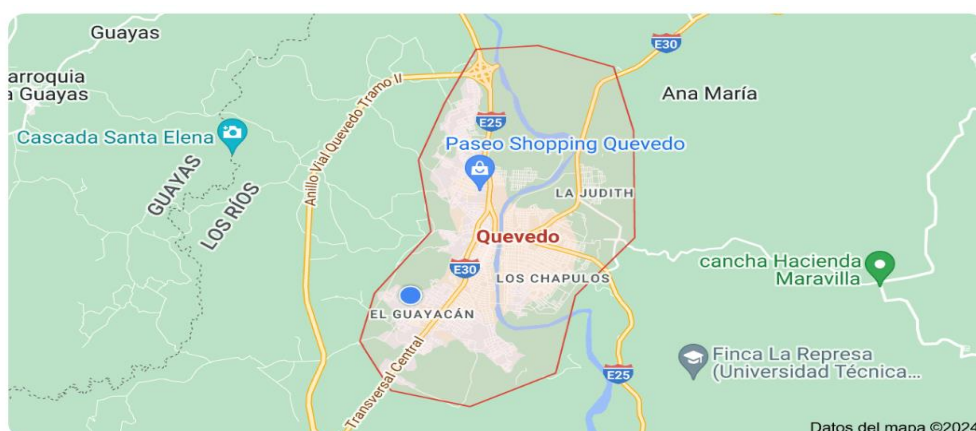 Guayas
E30
arroquia
a Guayas
Ana María
E25
Cascada Santa Elena
Anillo Vial Quevedo Tramo II
Paseo Shopping Quevedo
GUAYAS
LOS RÍOS
LA JUDITH
Quevedo
E30
LOS CHAPULOS
cancha Hacienda
Maravilla
EL GUAYACÁN
Transversal Central
E25
Finca La Represa
(Universidad Técnica...
Datos del mapa ©2024